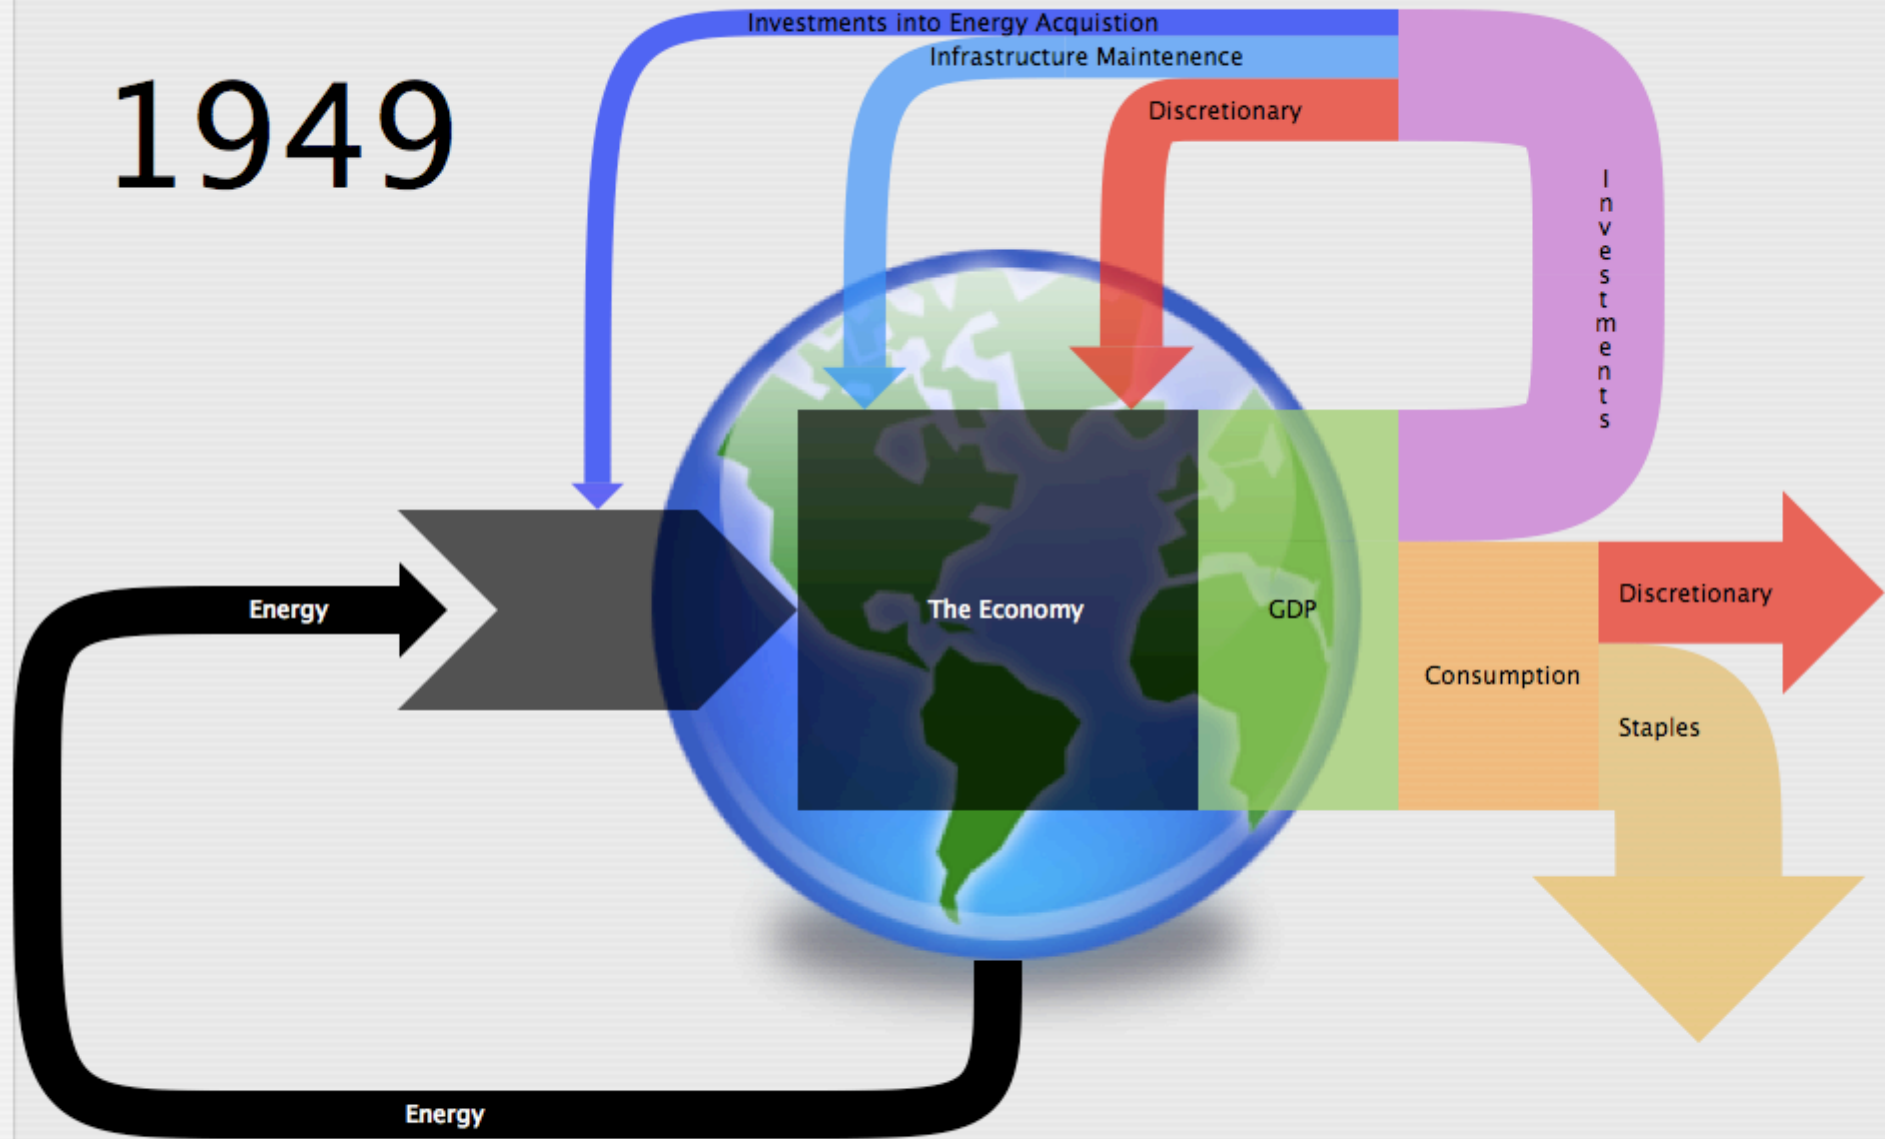 Investments into Energy Acquistion
Infrastructure Maintenence
1949
Discretionary
Investments
Energy
The Economy
GDP
Discretionary
Consumption
Staples
Energy